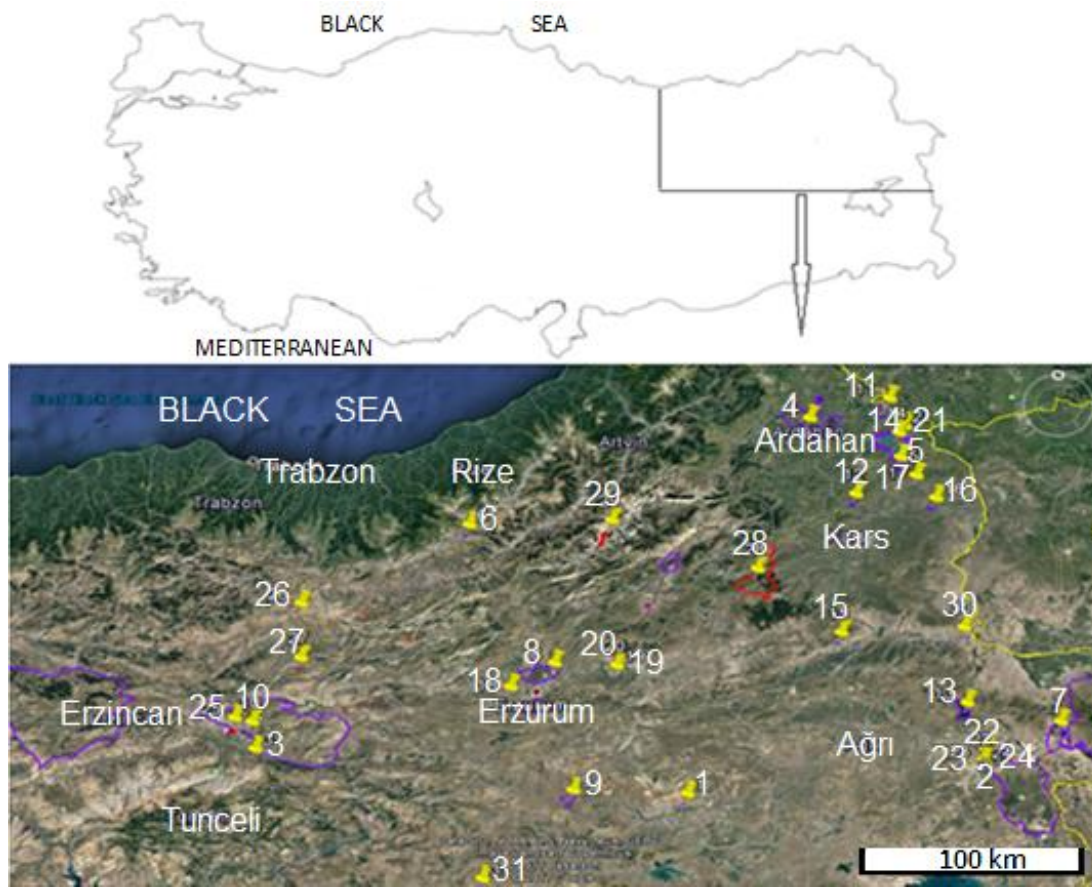 BLACK SEA
MEDITERRANEAN
BLACK SEA
11
4
14 21
Ardahan
5
Artvin
Trabzon Rize
Trabzon
17
12
16
6
29
Kars
28
26
30
15
27
8 20
19
18
Erzurum
13
7
25 10
Erzincan
3
Ağrı
22
23 24
2
9 1
Tunceli
31
100 km